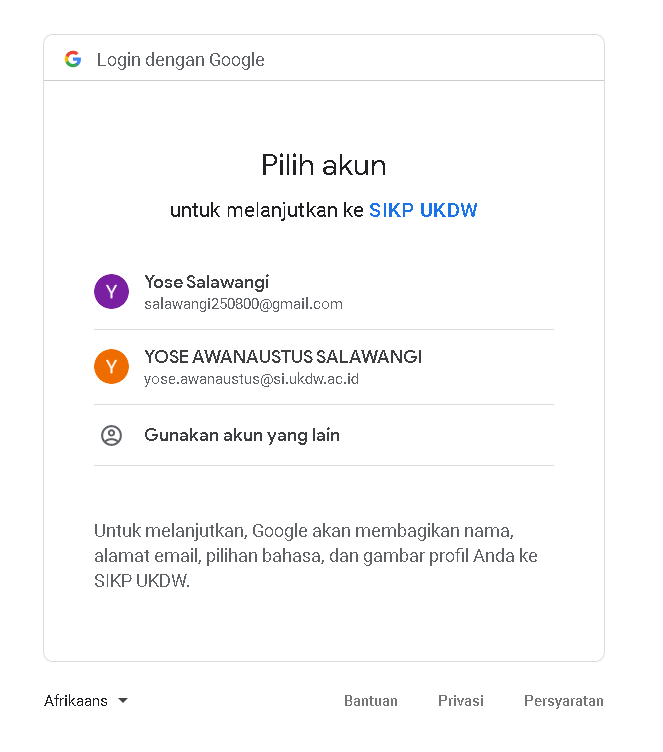 Login dengan Google
Pilih akun
untuk melanjutkan ke SIKP UKDW
Y
Yose Salawangi
salawangi250800@gmail.com
Y
YOSE AWANAUSTUS SALAWANGI
yose.awanaustus@si.ukdw.ac.id
Gunakan akun yang lain
Untuk melanjutkan, Google akan membagikan nama,
alamat email, pilihan bahasa, dan gambar profil Anda ke
SIKP UKDW.
Afrikaans
Bantuan
Privasi
Persyaratan